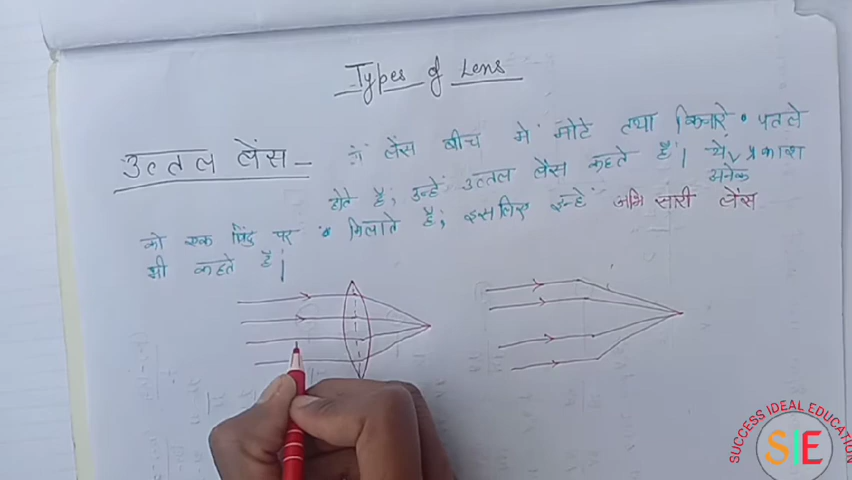 Types of Lens
उत्तल लेंस - जो लेंस बीच में मोटे तथा किनारे पतले
होते हैं, उन्हें उत्तल लेंस कहते हैं। ये प्रकाश
अनेक
को एक बिंदु पर मिलाते हैं, इसलिए इन्हें अभिसारी लेंस
भी कहते हैं।
SUCCESS IDEAL EDUCATION
SIE